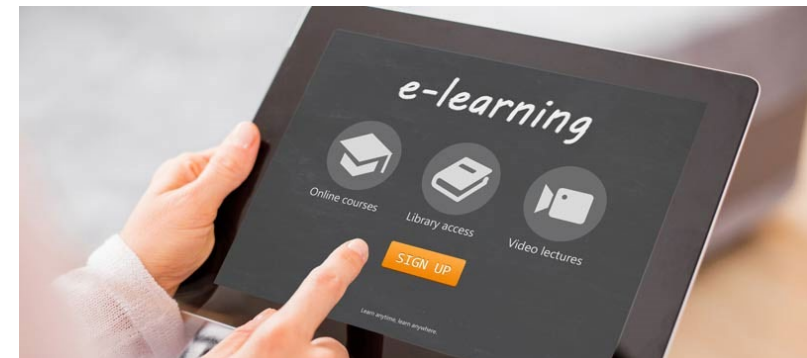 e-learning
Online courses
Library access
Video lectures
SIGN UP
Learn anytime, learn anywhere.